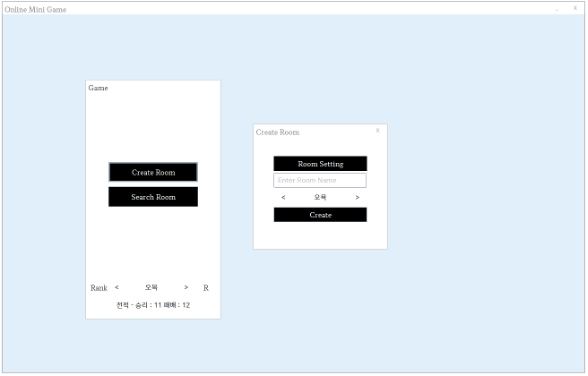 Online Mini Game _ x
Game
Create Room
Search Room
Rank < 오목 > R
전적 - 승리 : 11 패배 : 12
Create Room x
Room Setting
Enter Room Name
< 오목 >
Create